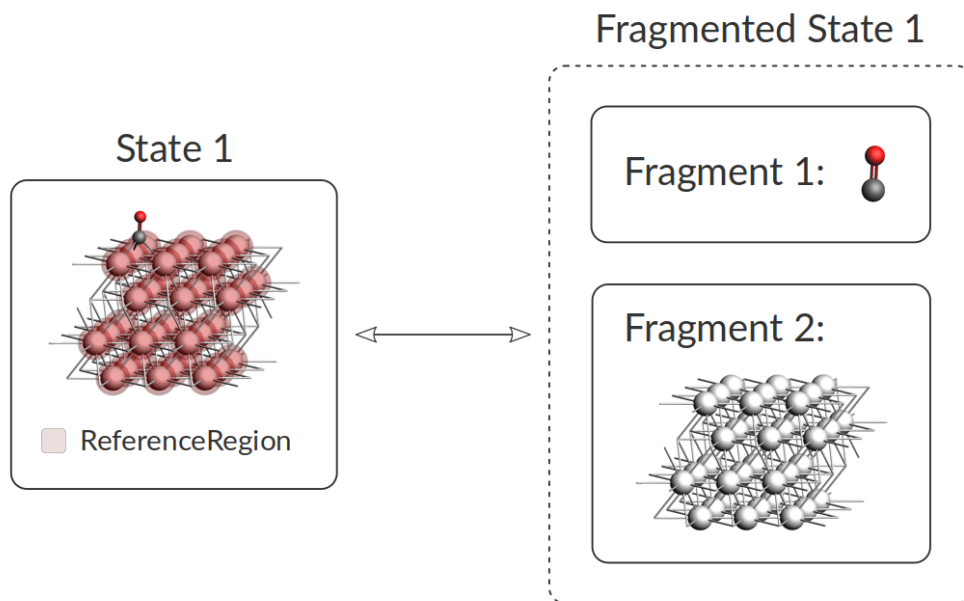 Fragmented State 1
State 1
Fragment 1:
Fragment 2:
ReferenceRegion